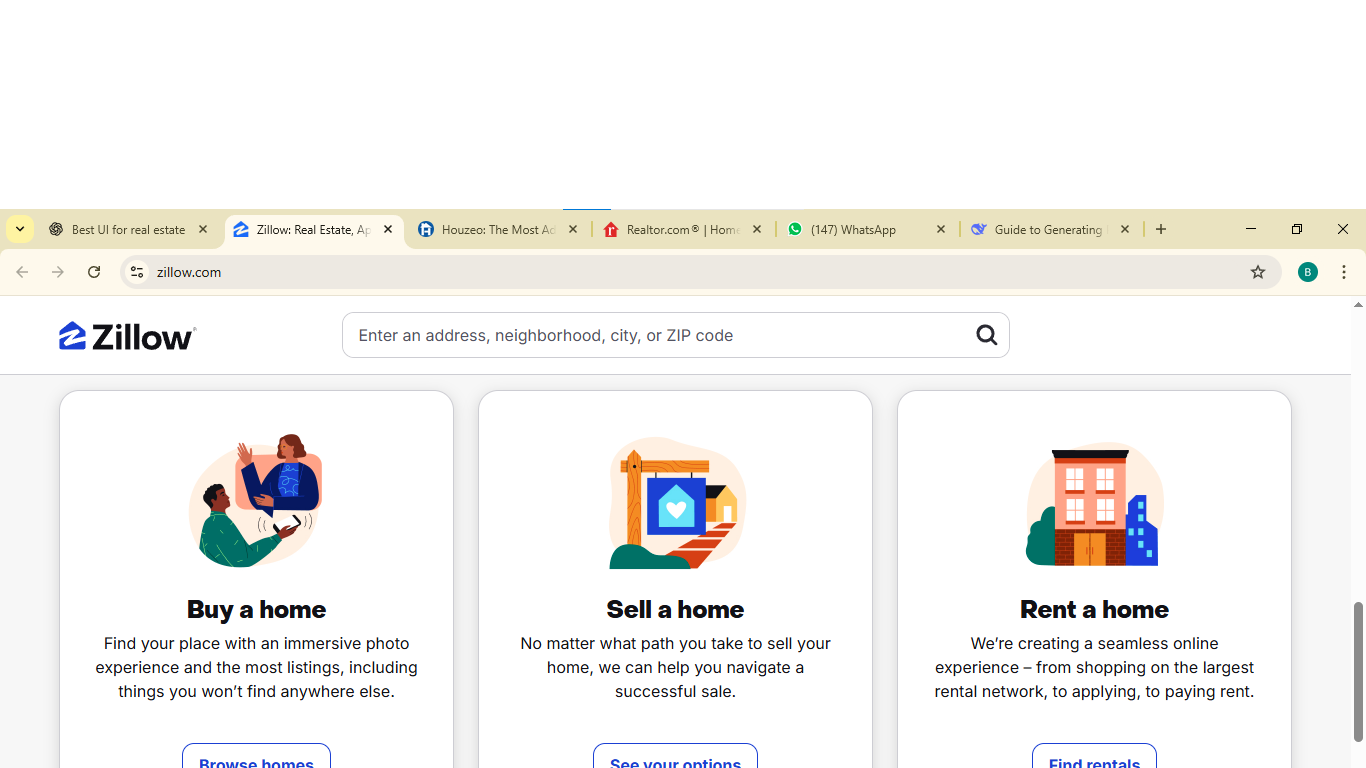 Best UI for real estate
Zillow: Real Estate, Ap
Houzeo: The Most Ad
Realtor.com® | Home
(147) WhatsApp
Guide to Generating
zillow.com
B
Zillow®
Enter an address, neighborhood, city, or ZIP code
Buy a home
Find your place with an immersive photo
experience and the most listings, including
things you won’t find anywhere else.
Browse homes
Sell a home
No matter what path you take to sell your
home, we can help you navigate a
successful sale.
See your options
Rent a home
We’re creating a seamless online
experience – from shopping on the largest
rental network, to applying, to paying rent.
Find rentals